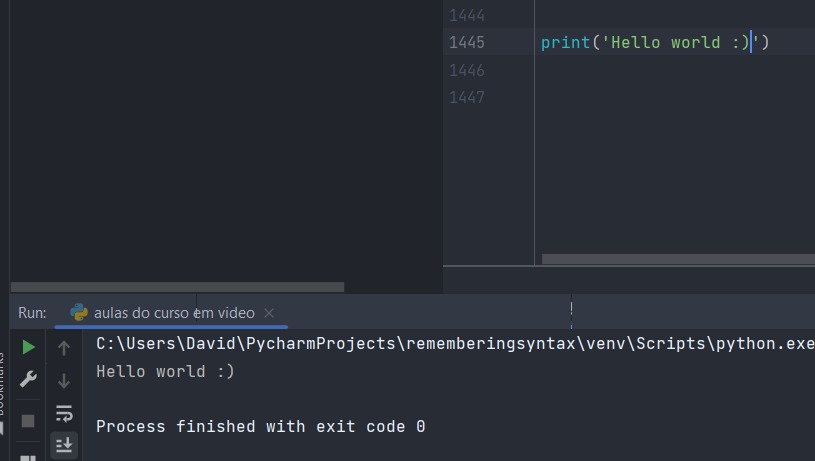 1444
1445 print('Hello world :)')
1446
1447
Run: aulas do curso em video
C:\Users\David\PycharmProjects\rememberingsyntax\venv\Scripts\python.exe
Hello world :)
Process finished with exit code 0